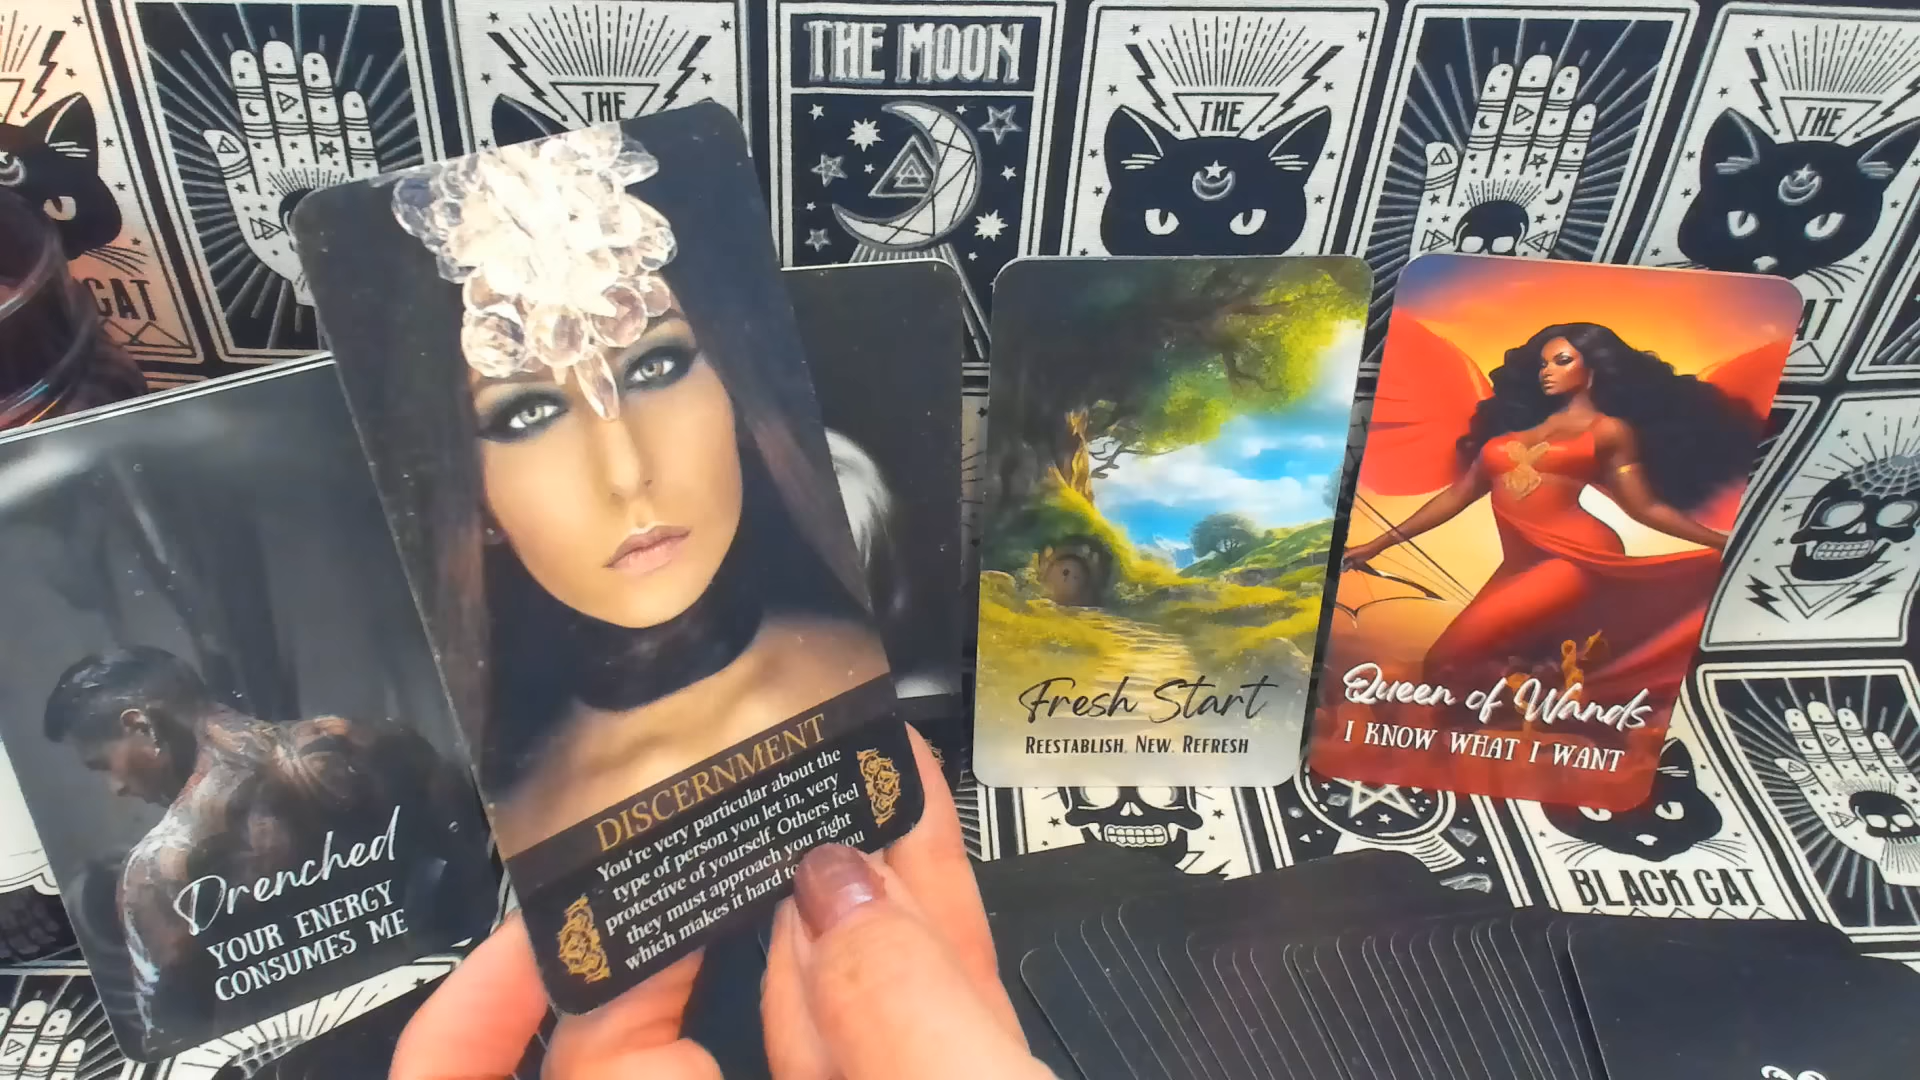 THE
THE MOON
THE
THE
CAT
Drenched
YOUR ENERGY
CONSUMES ME
DISCERNMENT
You're very particular about the
type of person you let in, very
protective of yourself. Others feel
they must approach you right
which makes it hard to you
Fresh Start
REESTABLISH. NEW. REFRESH
Queen of Wands
I KNOW WHAT I WANT
BLACK CAT